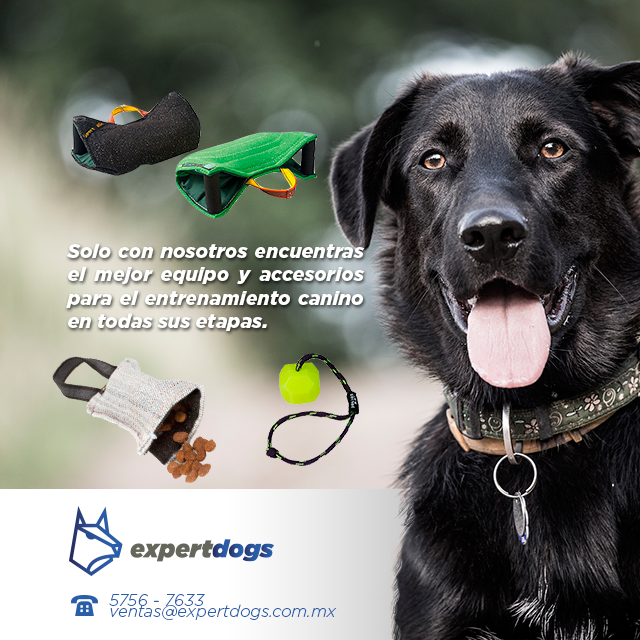 Solo con nosotros encuentras
el mejor equipo y accesorios
para el entrenamiento canino
en todas sus etapas.
expertdogs
5756 - 7633
ventas@expertdogs.com.mx